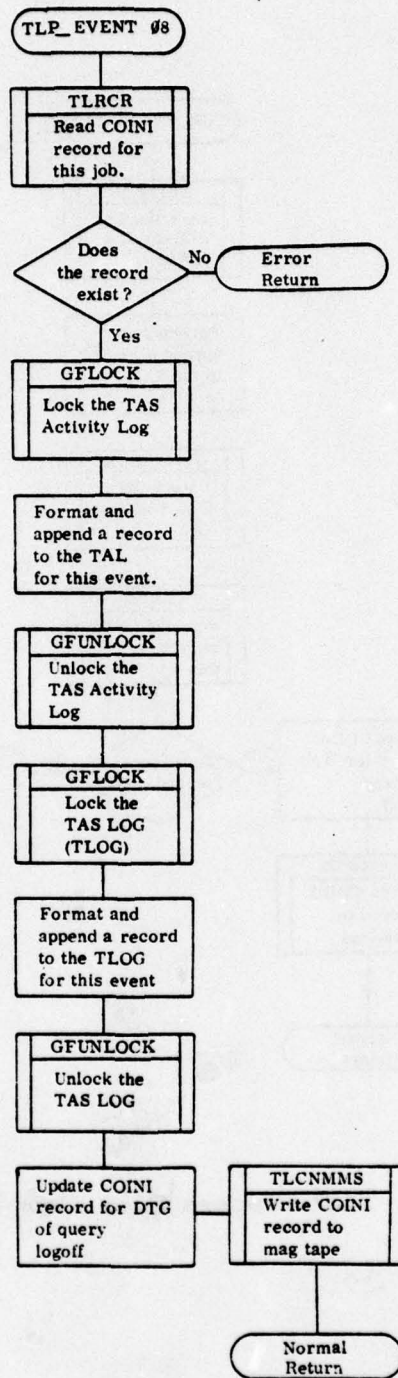 TLP_EVENT Ø8
TLRCR
Read COINI
record for
this job.
Does
the record
exist?
No
Error
Return
Yes
GFLOCK
Lock the TAS
Activity Log
Format and
append a record
to the TAL
for this event.
GFUNLOCK
Unlock the
TAS Activity
Log
GFLOCK
Lock the
TAS LOG
(TLOG)
Format and
append a record
to the TLOG
for this event
GFUNLOCK
Unlock the
TAS LOG
Update COINI
record for DTG
of query
logoff
TLCNMMS
Write COINI
record to
mag tape
Normal
Return